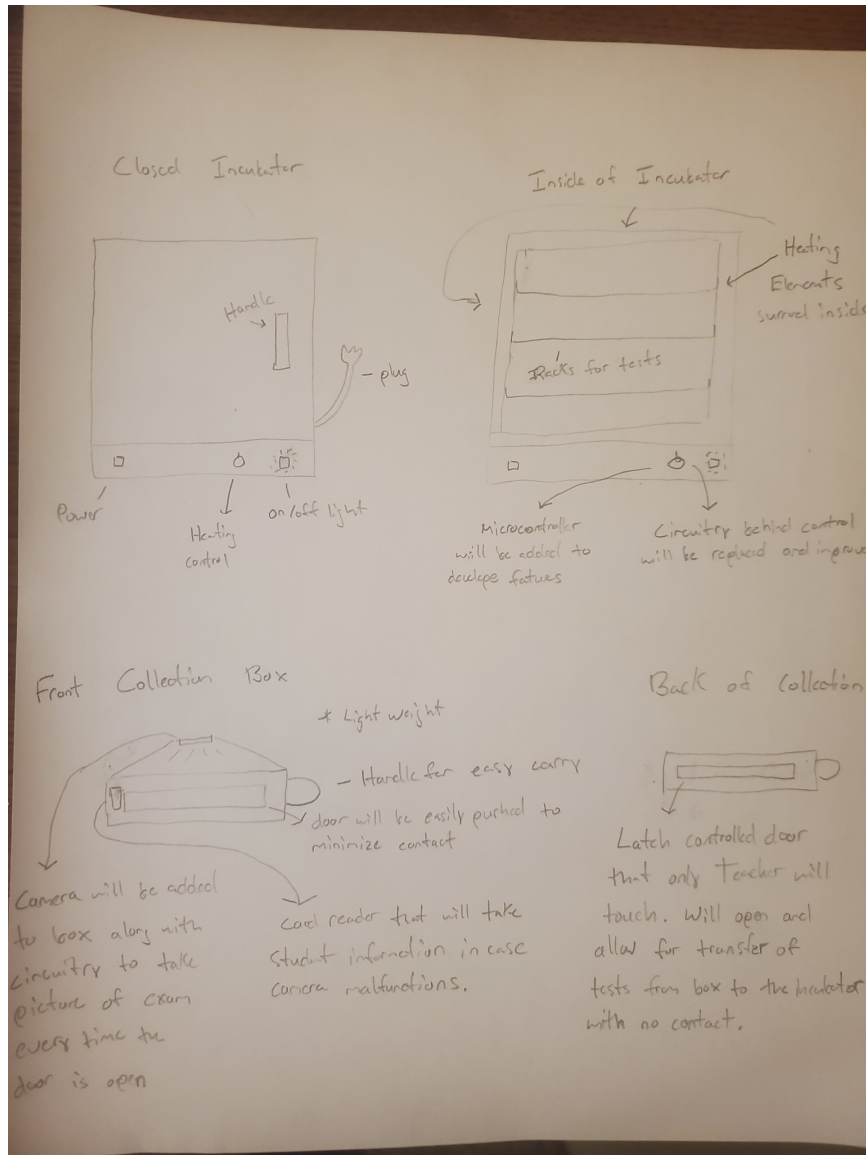 Closed Incubator
Handle
plug
Power
Heating
control
on/off light
Inside of Incubator
Heating
Elements
inside
Racks for tests
Microcontroller
will be added to
Circuitry behind control
will be replaced and improve
Front Collection Box
* Light weight
- Handle for easy carry
door will be easily pushed to
minimize contact
Camera will be added
to box along with
circuitry to take
picture of exam
every time the
door is open
Card reader that will take
Student information in case
camera malfunctions.
Back of Collection
Latch controlled door
that only Teacher will
touch. Will open and
allow for transfer of
tests from box to the Incubator
with no contact.